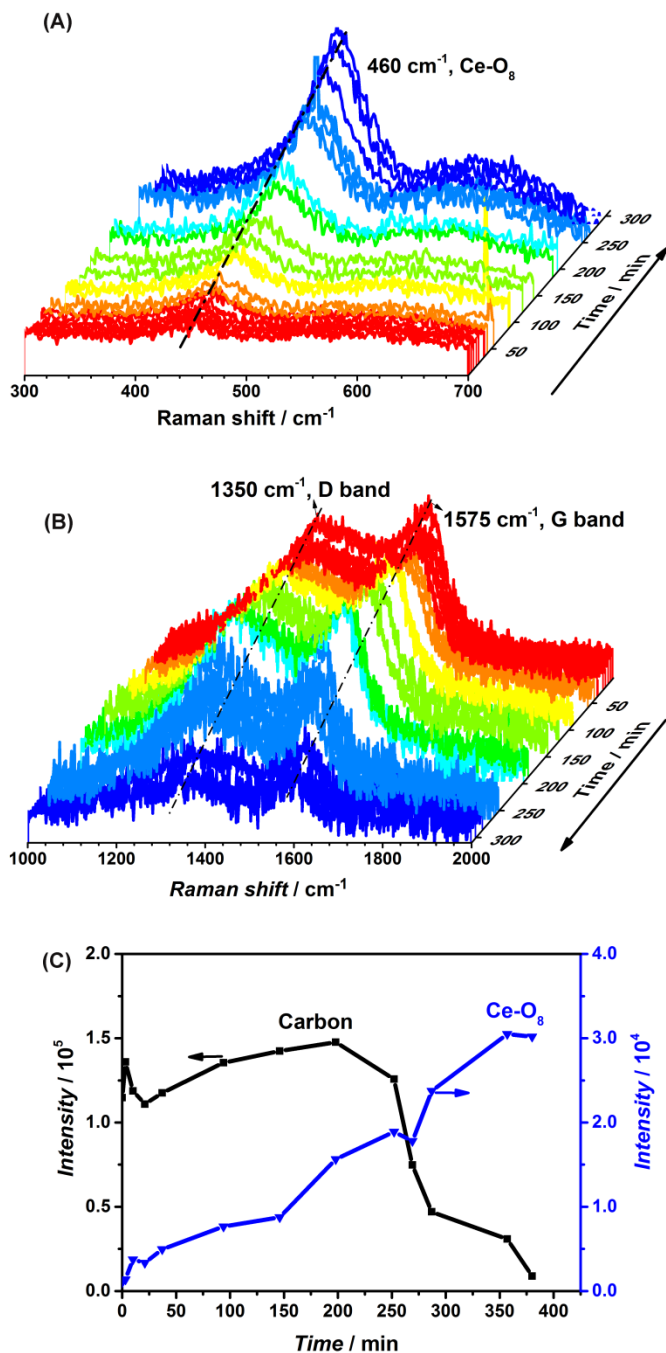 (A)
460 cm⁻¹, Ce-O₈
300
250
200
150
100
50
Time / min
300 400 500 600 700
Raman shift / cm⁻¹
(B)
1350 cm⁻¹, D band
1575 cm⁻¹, G band
50
100
150
200
250
300
Time / min
1000 1200 1400 1600 1800 2000
Raman shift / cm⁻¹
(C)
2.0 4.0
Carbon Ce-O₈
1.5 3.0
1.0 2.0
0.5 1.0
0.0 0.0
Intensity / 10⁵
Intensity / 10⁴
0 50 100 150 200 250 300 350 400
Time / min